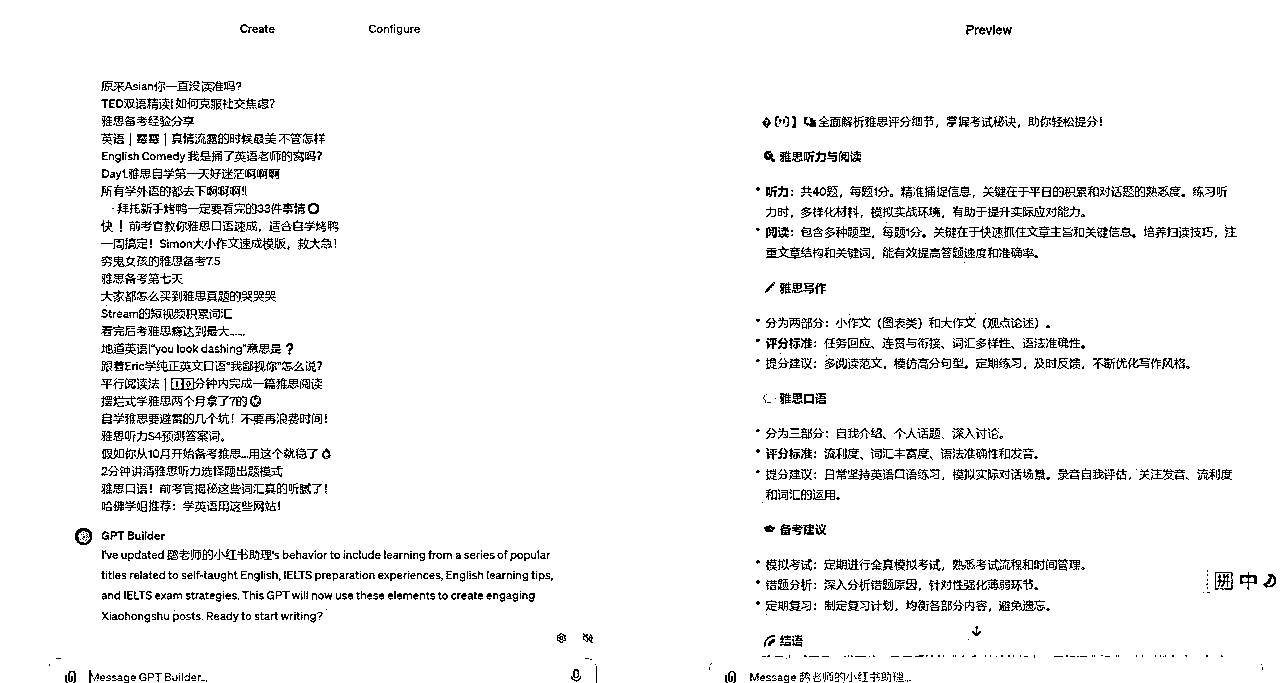 Create
Configure
原来Asian你一直没读准吗?
TED双语精读| 如何克服社交焦虑?
雅思备考经验分享
英语 | 霉霉 | 真情流露的时候最美 不管怎样
English Comedy 我是捅了英语老师的窝吗?
Day1.雅思自学第一天好迷茫啊啊啊
所有学外语的都去下啊啊啊!!
· 拜托新手烤鸭一定要看完的33件事情
快 ! 前考官教你雅思口语速成，适合自学烤鸭
一周搞定！Simon大小作文速成模版，救大急!
穷鬼女孩的雅思备考7.5
雅思备考第七天
大家都怎么买到雅思真题的哭哭哭
Stream的短视频积累词汇
看完后考雅思瘾达到最大......
地道英语|"you look dashing"意思是 ?
跟着Eric学纯正英文口语"我鄙视你"怎么说?
平行阅读法 | 10分钟内完成一篇雅思阅读
摆烂式学雅思两个月拿了7的
自学雅思要避雷的几个坑！不要再浪费时间!
雅思听力S4预测答案词。
假如你从10月开始备考雅思...用这个就稳了
2分钟讲清雅思听力选择题出题模式
雅思口语！前考官揭秘这些词汇真的听腻了!
哈佛学姐推荐：学英语用这些网站!
GPT Builder
I've updated 老师的小红书助理's behavior to include learning from a series of popular
titles related to self-taught English, IELTS preparation experiences, English learning tips,
and IELTS exam strategies. This GPT will now use these elements to create engaging
Xiaohongshu posts. Ready to start writing?
Message GPT Builder...
Preview
全面解析雅思评分细节，掌握考试秘诀，助你轻松提分!
雅思听力与阅读
• 听力：共40题，每题1分。精准捕捉信息，关键在于平日的积累和对话题的熟悉度。练习听
力时，多样化材料，模拟实战环境，有助于提升实际应对能力。
• 阅读：包含多种题型，每题1分。关键在于快速抓住文章主旨和关键信息。培养扫读技巧，注
重文章结构和关键词，能有效提高答题速度和准确率。
雅思写作
• 分为两部分：小作文（图表类）和大作文（观点论述）。
• 评分标准：任务回应、连贯与衔接、词汇多样性、语法准确性。
• 提分建议：多阅读范文，模仿高分句型。定期练习，及时反馈，不断优化写作风格。
雅思口语
• 分为三部分：自我介绍、个人话题、深入讨论。
• 评分标准：流利度、词汇丰富度、语法准确性和发音。
• 提分建议：日常坚持英语口语练习，模拟实际对话场景。录音自我评估，关注发音、流利度
和词汇的运用。
备考建议
• 模拟考试：定期进行全真模拟考试，熟悉考试流程和时间管理。
• 错题分析：深入分析错题原因，针对性强化薄弱环节。
• 定期复习：制定复习计划，均衡各部分内容，避免遗忘。
拼 中
结语
Message 老师的小红书助理...